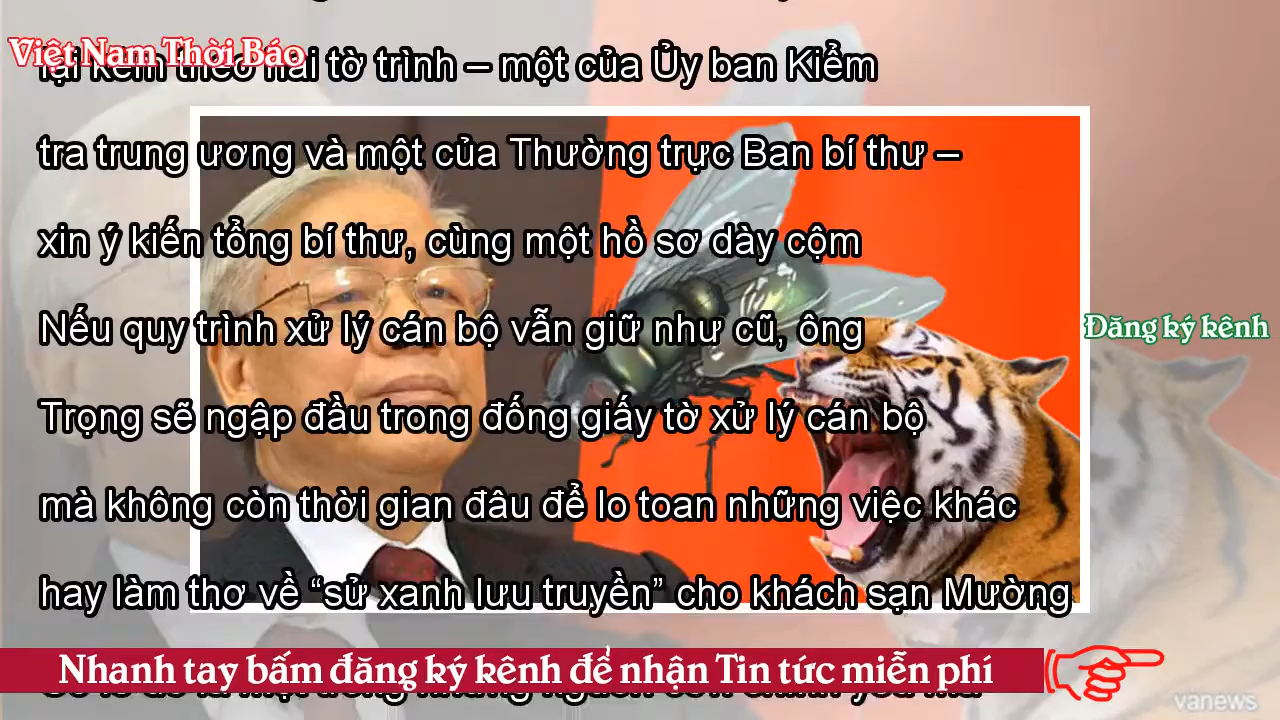 Việt Nam Thời Báo
lại kèm theo hai tờ trình – một của Ủy ban Kiểm
tra trung ương và một của Thường trực Ban bí thư –
xin ý kiến tổng bí thư, cùng một hồ sơ dày cộm
Nếu quy trình xử lý cán bộ vẫn giữ như cũ, ông
Đăng ký kênh
Trọng sẽ ngập đầu trong đống giấy tờ xử lý cán bộ
mà không còn thời gian đâu để lo toan những việc khác
hay làm thơ về “sử xanh lưu truyền” cho khách sạn Mường
Nhanh tay bấm đăng ký kênh để nhận Tin tức miễn phí
vanews